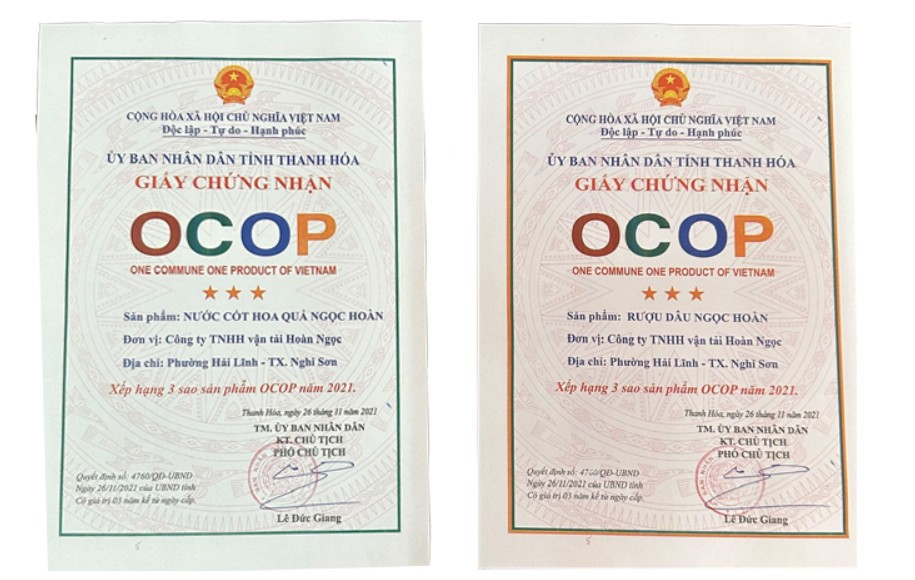 CỘNG HÒA XÃ HỘI CHỦ NGHĨA VIỆT NAM
Độc lập - Tự do - Hạnh phúc
ỦY BAN NHÂN DÂN TỈNH THANH HÓA
GIẤY CHỨNG NHẬN
OCOP
ONE COMMUNE ONE PRODUCT OF VIETNAM
Sản phẩm: NƯỚC CỐT HOA QUẢ NGỌC HOÀN
Đơn vị: Công ty TNHH vận tải Hoàn Ngọc
Địa chỉ: Phường Hải Lĩnh - TX. Nghi Sơn
Xếp hạng 3 sao sản phẩm OCOP năm 2021.
Thanh Hóa, ngày 26 tháng 11 năm 2021
TM. ỦY BAN NHÂN DÂN
KT. CHỦ TỊCH
PHÓ CHỦ TỊCH
Quyết định số: 4760/QĐ-UBND
Ngày 26/11/2021 của UBND tỉnh
Có giá trị 03 năm kể từ ngày cấp.
Lê Đức Giang
CỘNG HÒA XÃ HỘI CHỦ NGHĨA VIỆT NAM
Độc lập - Tự do - Hạnh phúc
ỦY BAN NHÂN DÂN TỈNH THANH HÓA
GIẤY CHỨNG NHẬN
OCOP
ONE COMMUNE ONE PRODUCT OF VIETNAM
Sản phẩm: RƯỢU DÂU NGỌC HOÀN
Đơn vị: Công ty TNHH vận tải Hoàn Ngọc
Địa chỉ: Phường Hải Lĩnh - TX. Nghi Sơn
Xếp hạng 3 sao sản phẩm OCOP năm 2021.
Thanh Hóa, ngày 26 tháng 11 năm 2021
TM. ỦY BAN NHÂN DÂN
KT. CHỦ TỊCH
PHÓ CHỦ TỊCH
Quyết định số: 4760/QĐ-UBND
Ngày 26/11/2021 của UBND tỉnh
Có giá trị 03 năm kể từ ngày cấp.
Lê Đức Giang